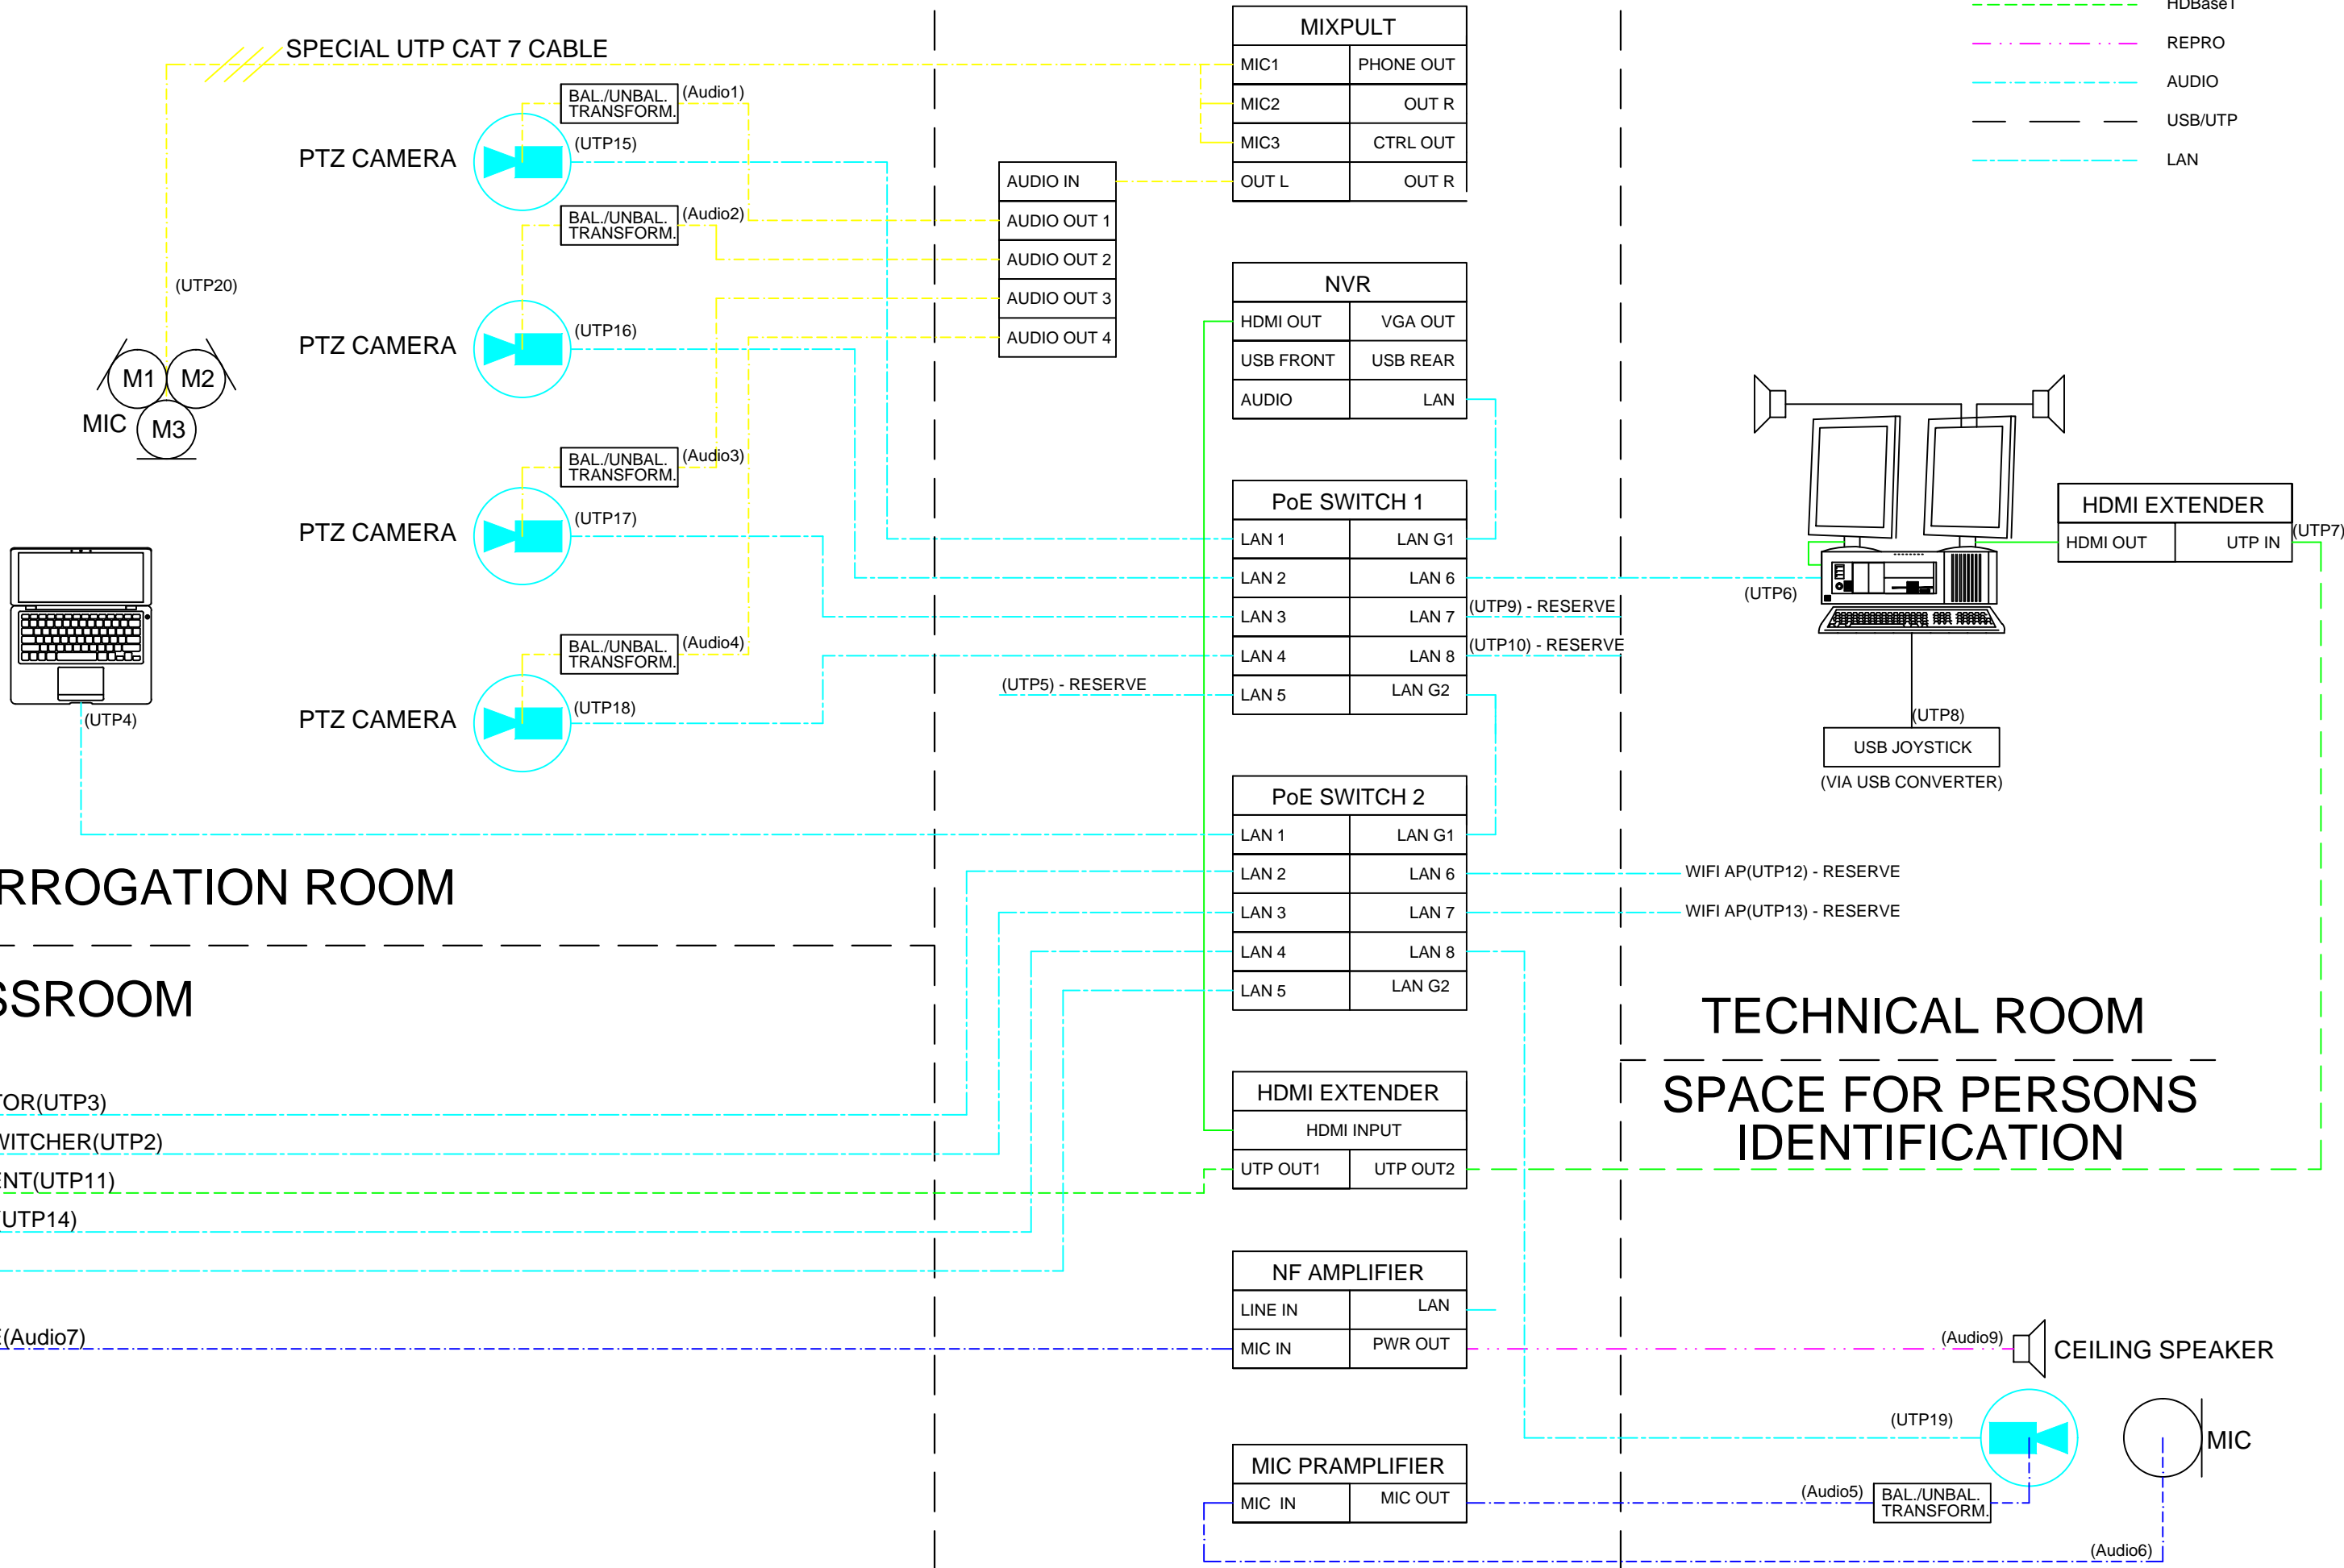 HDBaseT
REPRO
AUDIO
USB/UTP
LAN
SPECIAL UTP CAT 7 CABLE
BAL./UNBAL.
TRANSFORM.
(Audio1)
PTZ CAMERA
(UTP15)
BAL./UNBAL.
TRANSFORM.
(Audio2)
(UTP20)
PTZ CAMERA
(UTP16)
M1
M2
MIC
M3
BAL./UNBAL.
TRANSFORM.
(Audio3)
PTZ CAMERA
(UTP17)
BAL./UNBAL.
TRANSFORM.
(Audio4)
PTZ CAMERA
(UTP18)
(UTP4)
RROGATION ROOM
SSROOM
TOR(UTP3)
WITCHER(UTP2)
ENT(UTP11)
(UTP14)
E(Audio7)
AUDIO IN
AUDIO OUT 1
AUDIO OUT 2
AUDIO OUT 3
AUDIO OUT 4
MIXPULT
MIC1 PHONE OUT
MIC2 OUT R
MIC3 CTRL OUT
OUT L OUT R
NVR
HDMI OUT VGA OUT
USB FRONT USB REAR
AUDIO LAN
PoE SWITCH 1
LAN 1 LAN G1
LAN 2 LAN 6
LAN 3 LAN 7
LAN 4 LAN 8
LAN 5 LAN G2
(UTP9) - RESERVE
(UTP10) - RESERVE
(UTP5) - RESERVE
PoE SWITCH 2
LAN 1 LAN G1
LAN 2 LAN 6
LAN 3 LAN 7
LAN 4 LAN 8
LAN 5 LAN G2
WIFI AP(UTP12) - RESERVE
WIFI AP(UTP13) - RESERVE
HDMI EXTENDER
HDMI INPUT
UTP OUT1 UTP OUT2
NF AMPLIFIER
LINE IN LAN
MIC IN PWR OUT
MIC PRAMPLIFIER
MIC IN MIC OUT
HDMI EXTENDER
HDMI OUT UTP IN
(UTP7)
(UTP6)
(UTP8)
USB JOYSTICK
(VIA USB CONVERTER)
TECHNICAL ROOM
SPACE FOR PERSONS
IDENTIFICATION
(Audio9)
CEILING SPEAKER
(UTP19)
MIC
(Audio5)
BAL./UNBAL.
TRANSFORM.
(Audio6)